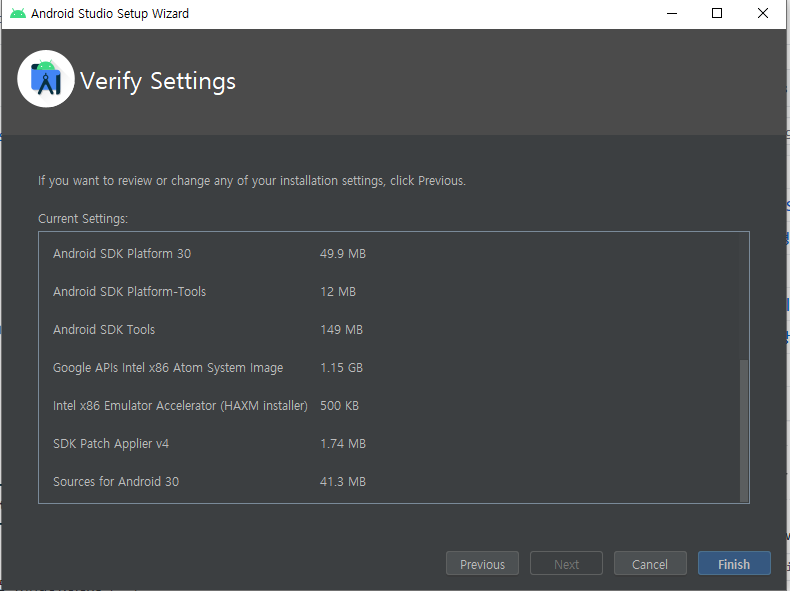 Android Studio Setup Wizard
Verify Settings
If you want to review or change any of your installation settings, click Previous.
Current Settings:
Android SDK Platform 30 49.9 MB
Android SDK Platform-Tools 12 MB
Android SDK Tools 149 MB
Google APIs Intel x86 Atom System Image 1.15 GB
Intel x86 Emulator Accelerator (HAXM installer) 500 KB
SDK Patch Applier v4 1.74 MB
Sources for Android 30 41.3 MB
Previous Next Cancel Finish